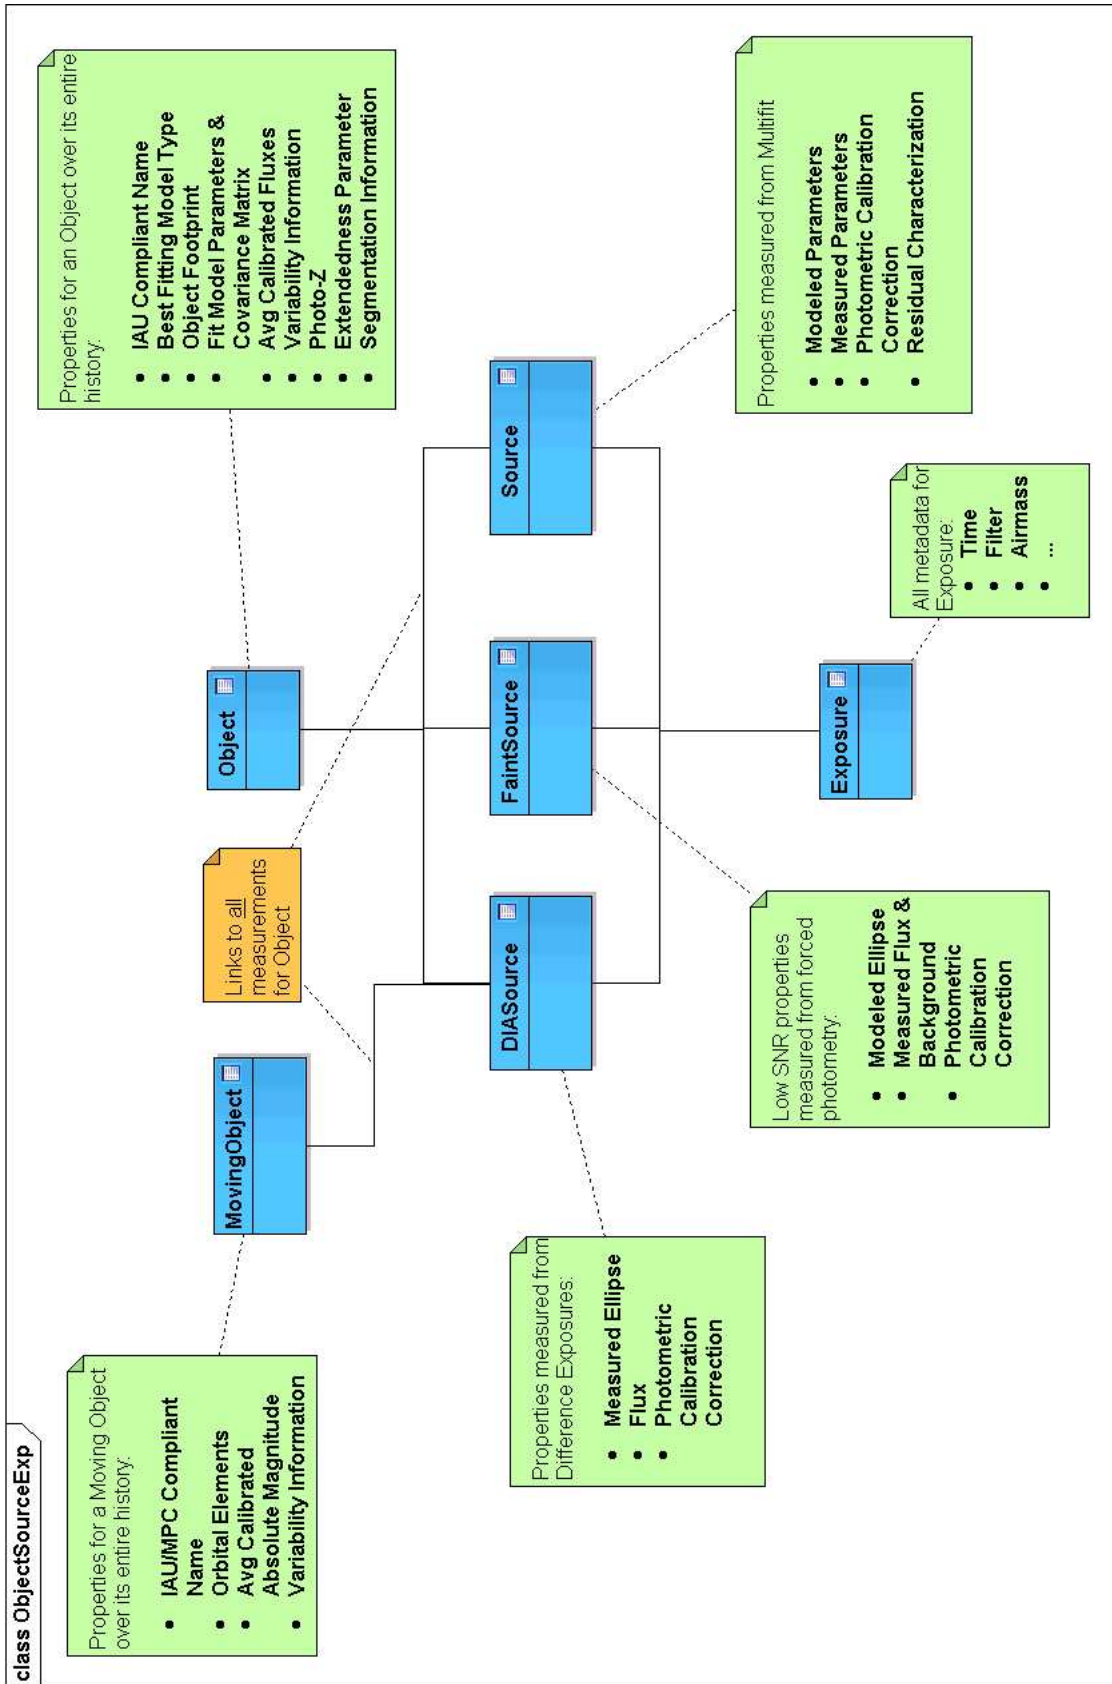 class ObjectSourceExp
Properties for a Moving Object
over its entire history:
• IAU/MPC Compliant
Name
• Orbital Elements
• Avg Calibrated
Absolute Magnitude
• Variability Information
MovingObject
Links to all
measurements
for Object
Object
Properties for an Object over its entire
history:
• IAU Compliant Name
• Best Fitting Model Type
• Object Footprint
• Fit Model Parameters &
Covariance Matrix
• Avg Calibrated Fluxes
• Variability Information
• Photo-Z
• Extendedness Parameter
• Segmentation Information
DIASource
FaintSource
Source
Properties measured from
Difference Exposures:
• Measured Ellipse
• Flux
• Photometric
Calibration
Correction
Low SNR properties
measured from forced
photometry:
• Modeled Ellipse
• Measured Flux &
Background
• Photometric
Calibration
Correction
Exposure
All metadata for
Exposure:
• Time
• Filter
• Airmass
• ...
Properties measured from Multifit
• Modeled Parameters
• Measured Parameters
• Photometric Calibration
Correction
• Residual Characterization